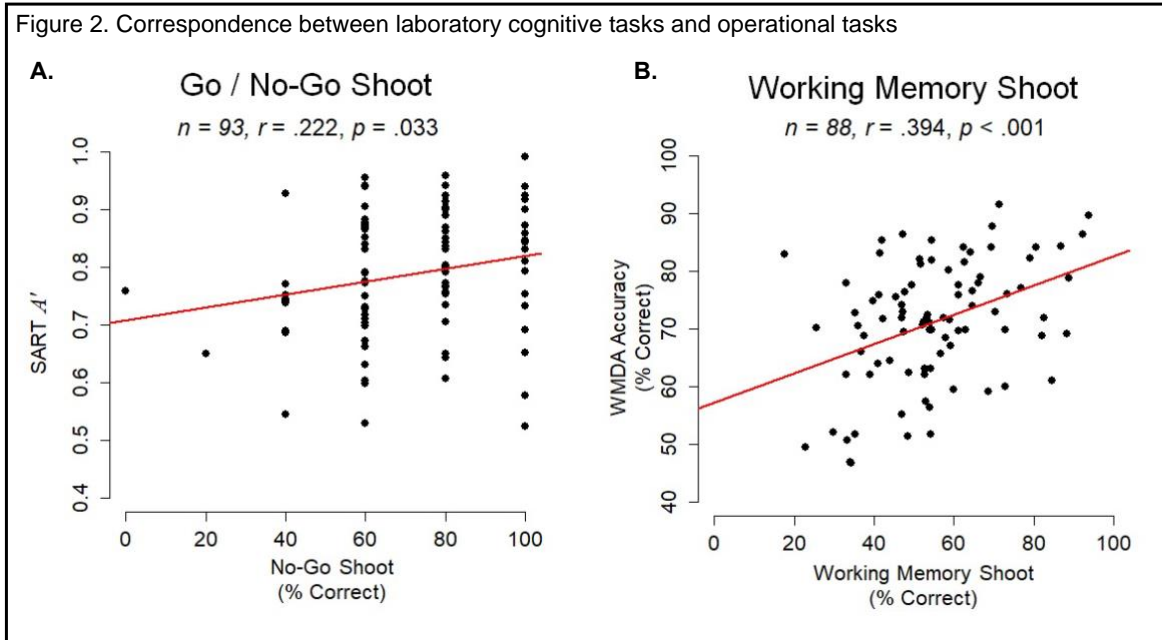 Figure 2. Correspondence between laboratory cognitive tasks and operational tasks
A.
Go / No-Go Shoot
n = 93, r = .222, p = .033
SART A′
1.0
0.9
0.8
0.7
0.6
0.5
0.4
0 20 40 60 80 100
No-Go Shoot
(% Correct)
B.
Working Memory Shoot
n = 88, r = .394, p < .001
WMDA Accuracy
(% Correct)
100
90
80
70
60
50
40
0 20 40 60 80 100
Working Memory Shoot
(% Correct)